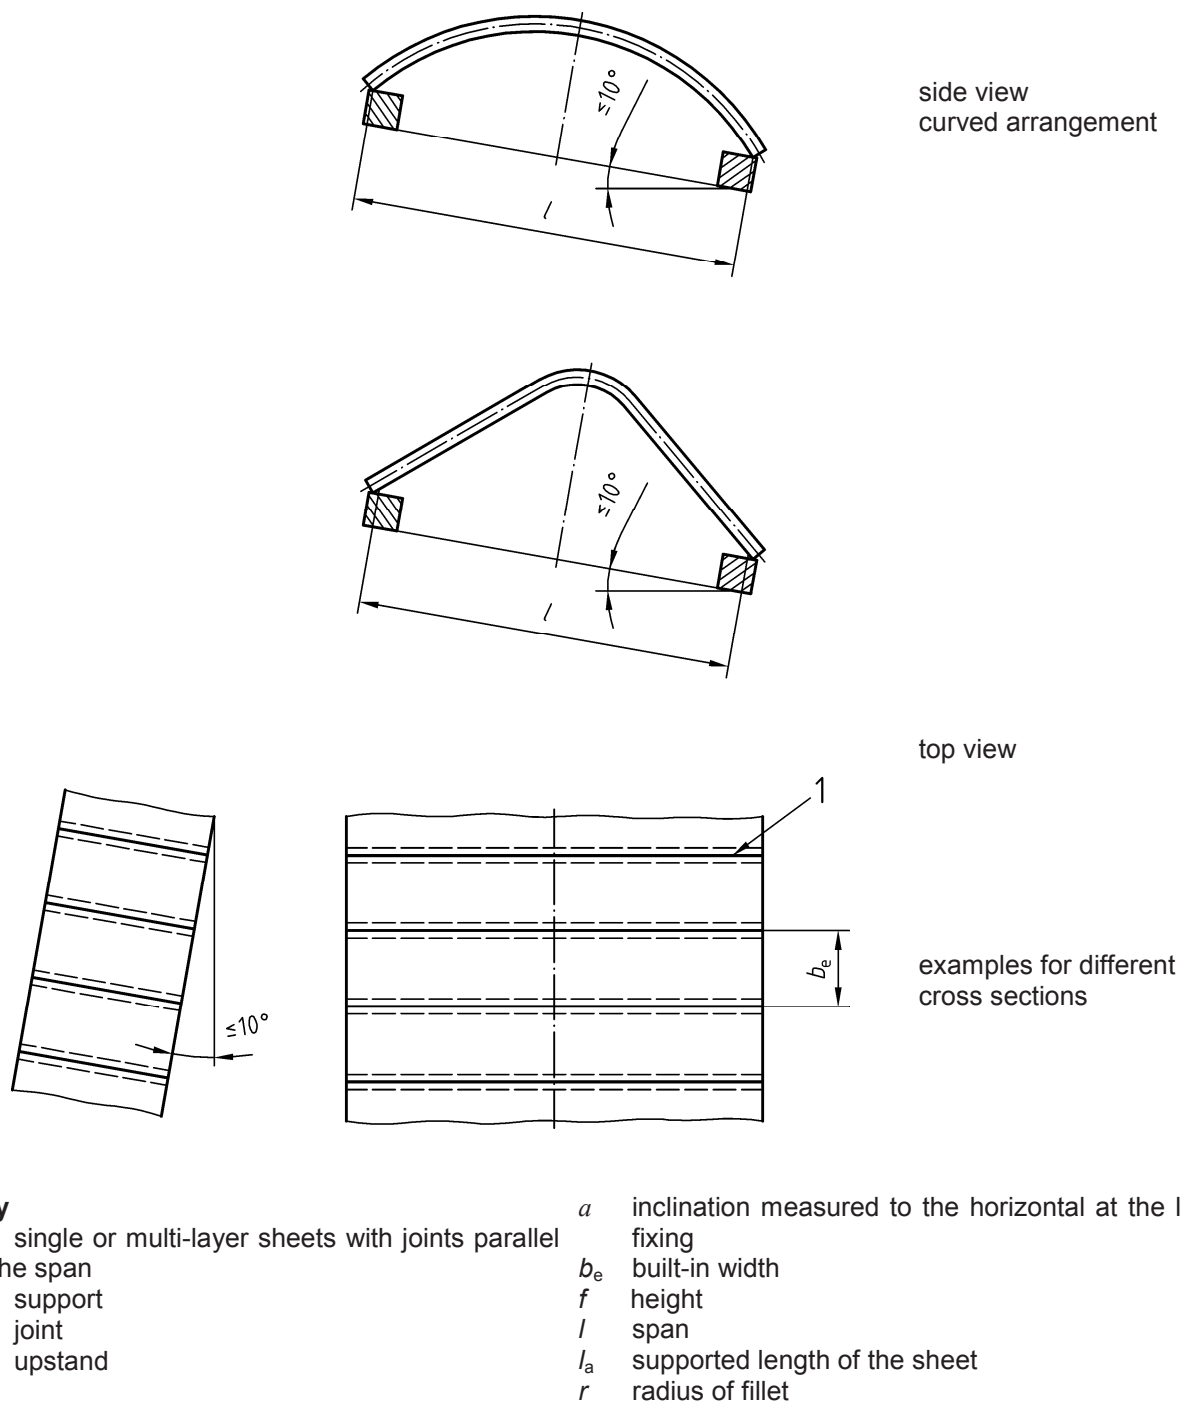 ≤10°
side view
curved arrangement
l
≤10°
l
top view
1
b_e
examples for different
cross sections
≤10°
y
single or multi-layer sheets with joints parallel
he span
support
joint
upstand
a inclination measured to the horizontal at the l
fixing
b_e built-in width
f height
l span
l_a supported length of the sheet
r radius of fillet